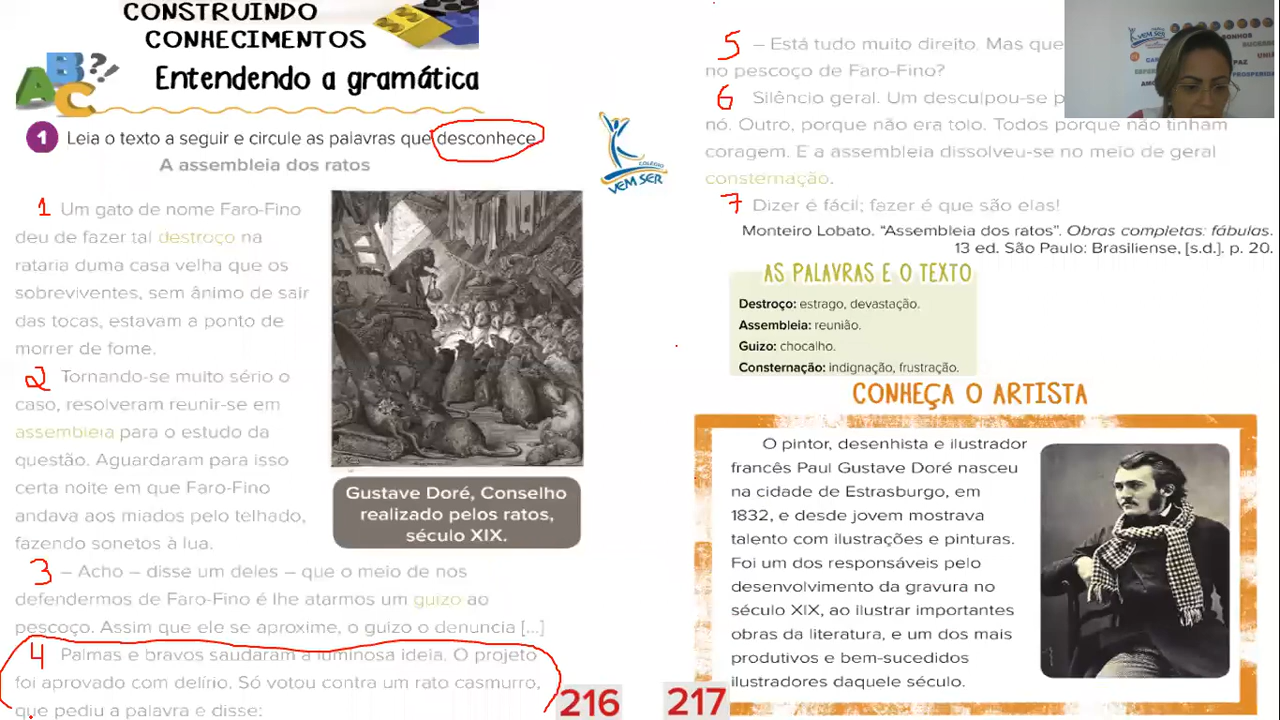 CONSTRUINDO
CONHECIMENTOS
ABC?
Entendendo a gramática
1 Leia o texto a seguir e circule as palavras que desconhece.
A assembleia dos ratos
1 Um gato de nome Faro-Fino
deu de fazer tal destroço na
rataria duma casa velha que os
sobreviventes, sem ânimo de sair
das tocas, estavam a ponto de
morrer de fome.
2 Tornando-se muito sério o
caso, resolveram reunir-se em
assembleia para o estudo da
questão. Aguardaram para isso
certa noite em que Faro-Fino
andava aos miados pelo telhado,
fazendo sonetos à lua.
Gustave Doré, Conselho
realizado pelos ratos,
século XIX.
3 – Acho – disse um deles – que o meio de nos
defendermos de Faro-Fino é lhe atarmos um guizo ao
pescoço. Assim que ele se aproxime, o guizo o denuncia [...]
4 Palmas e bravos saudaram a luminosa ideia. O projeto
foi aprovado com delírio. Só votou contra um rato casmurro,
que pediu a palavra e disse:
216
COLÉGIO
VEM SER
5 – Está tudo muito direito. Mas que
no pescoço de Faro-Fino?
6 Silêncio geral. Um desculpou-se p
nó. Outro, porque não era tolo. Todos porque não tinham
coragem. E a assembleia dissolveu-se no meio de geral
consternação.
7 Dizer é fácil; fazer é que são elas!
Monteiro Lobato. “Assembleia dos ratos”. Obras completas: fábulas.
13 ed. São Paulo: Brasiliense, [s.d.]. p. 20.
AS PALAVRAS E O TEXTO
Destroço: estrago, devastação.
Assembleia: reunião.
Guizo: chocalho.
Consternação: indignação, frustração.
CONHEÇA O ARTISTA
O pintor, desenhista e ilustrador
francês Paul Gustave Doré nasceu
na cidade de Estrasburgo, em
1832, e desde jovem mostrava
talento com ilustrações e pinturas.
Foi um dos responsáveis pelo
desenvolvimento da gravura no
século XIX, ao ilustrar importantes
obras da literatura, e um dos mais
produtivos e bem-sucedidos
ilustradores daquele século.
217
VEM SER
SONHOS
PAZ